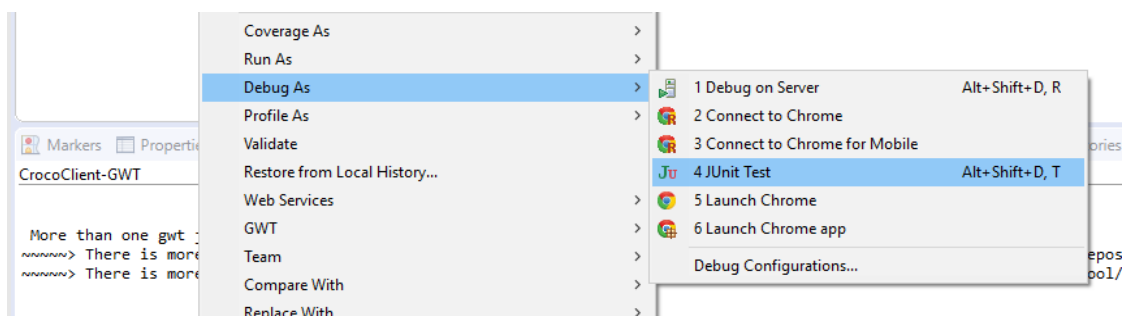 Coverage As
Run As
Debug As
Profile As
Validate
Restore from Local History...
Web Services
GWT
Team
Compare With
Replace With
1 Debug on Server Alt+Shift+D, R
2 Connect to Chrome
3 Connect to Chrome for Mobile
4 JUnit Test Alt+Shift+D, T
5 Launch Chrome
6 Launch Chrome app
Debug Configurations...
Markers Propertie
CrocoClient-GWT
More than one gwt
~~~~~> There is more
~~~~~> There is more
ories
epos
ool/